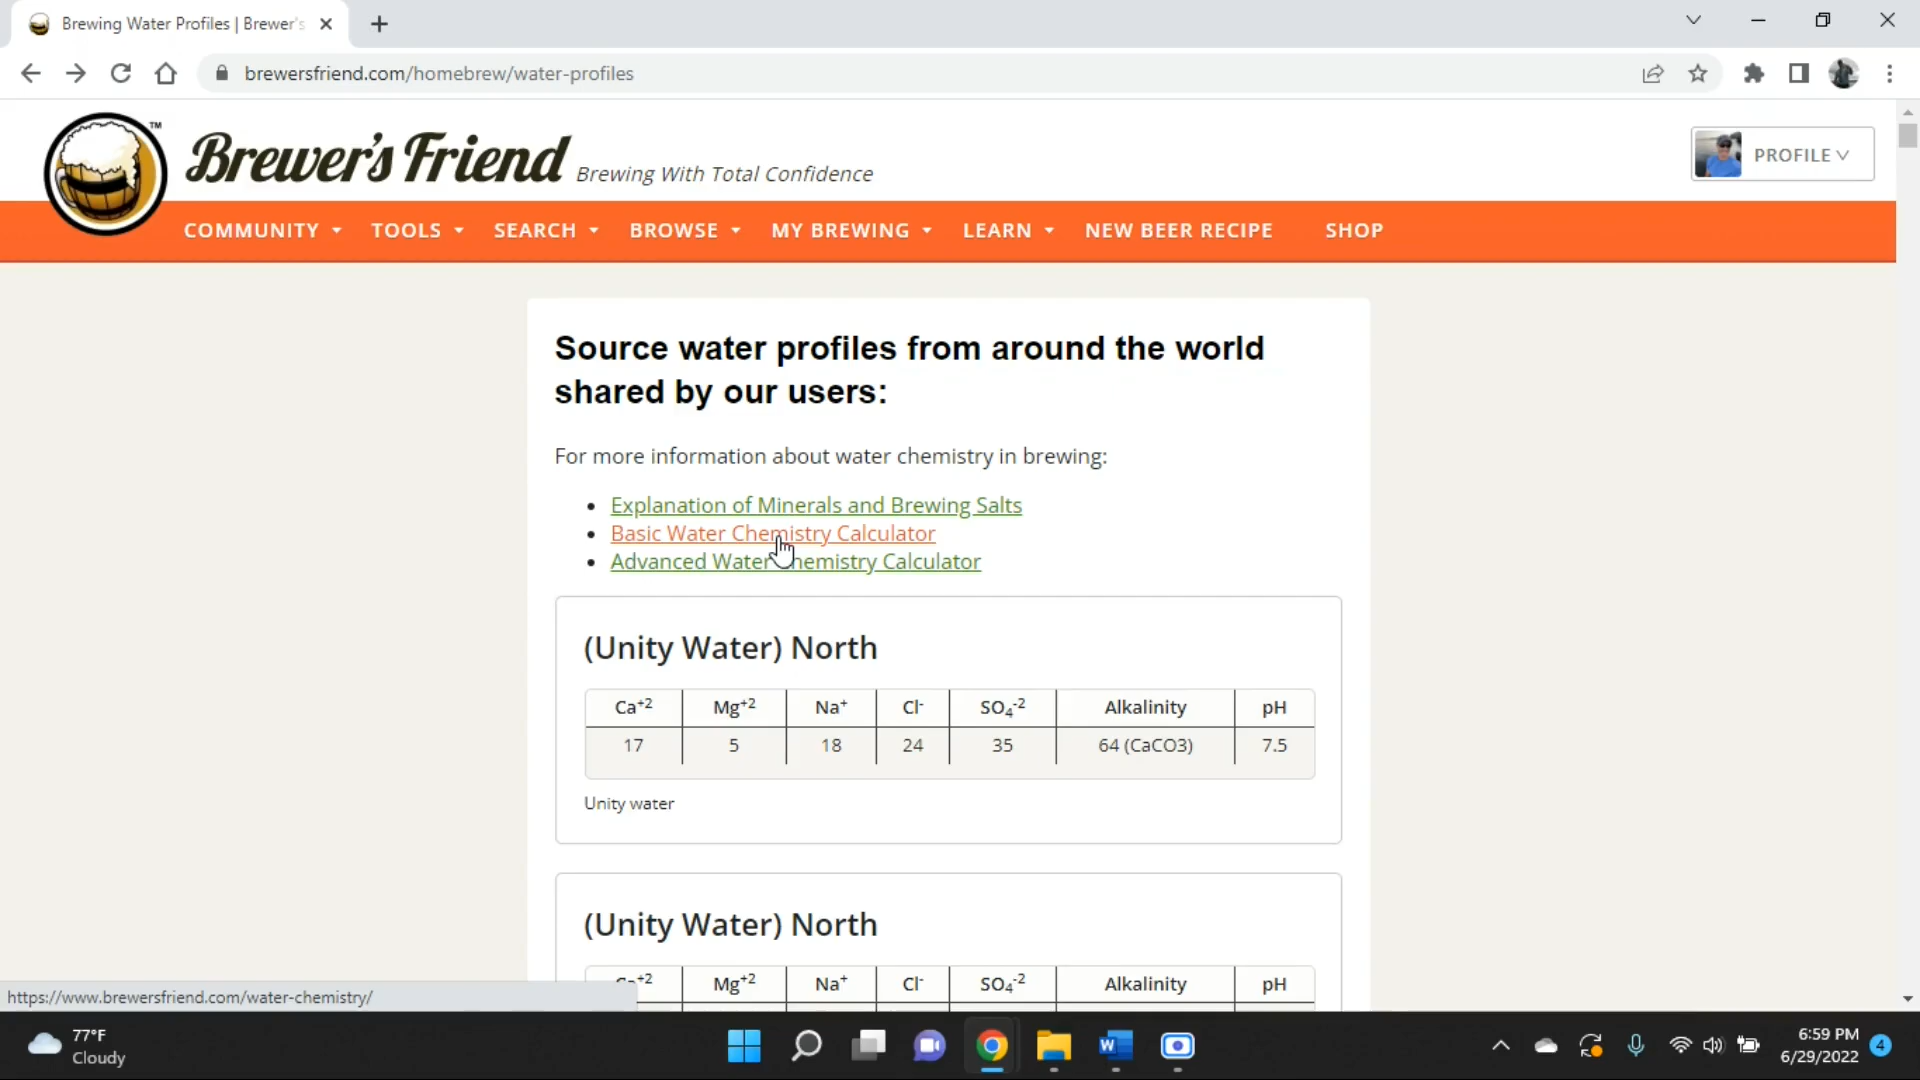 Brewing Water Profiles | Brewer's
brewersfriend.com/homebrew/water-profiles
Brewer's Friend ™ Brewing With Total Confidence
PROFILE
COMMUNITY TOOLS SEARCH BROWSE MY BREWING LEARN NEW BEER RECIPE SHOP
Source water profiles from around the world
shared by our users:
For more information about water chemistry in brewing:
• Explanation of Minerals and Brewing Salts
• Basic Water Chemistry Calculator
• Advanced Water Chemistry Calculator
(Unity Water) North
Ca+2 Mg+2 Na+ Cl- SO4-2 Alkalinity pH
17 5 18 24 35 64 (CaCO3) 7.5
Unity water
(Unity Water) North
Ca+2 Mg+2 Na+ Cl- SO4-2 Alkalinity pH
https://www.brewersfriend.com/water-chemistry/
77°F
Cloudy
6:59 PM
6/29/2022
4